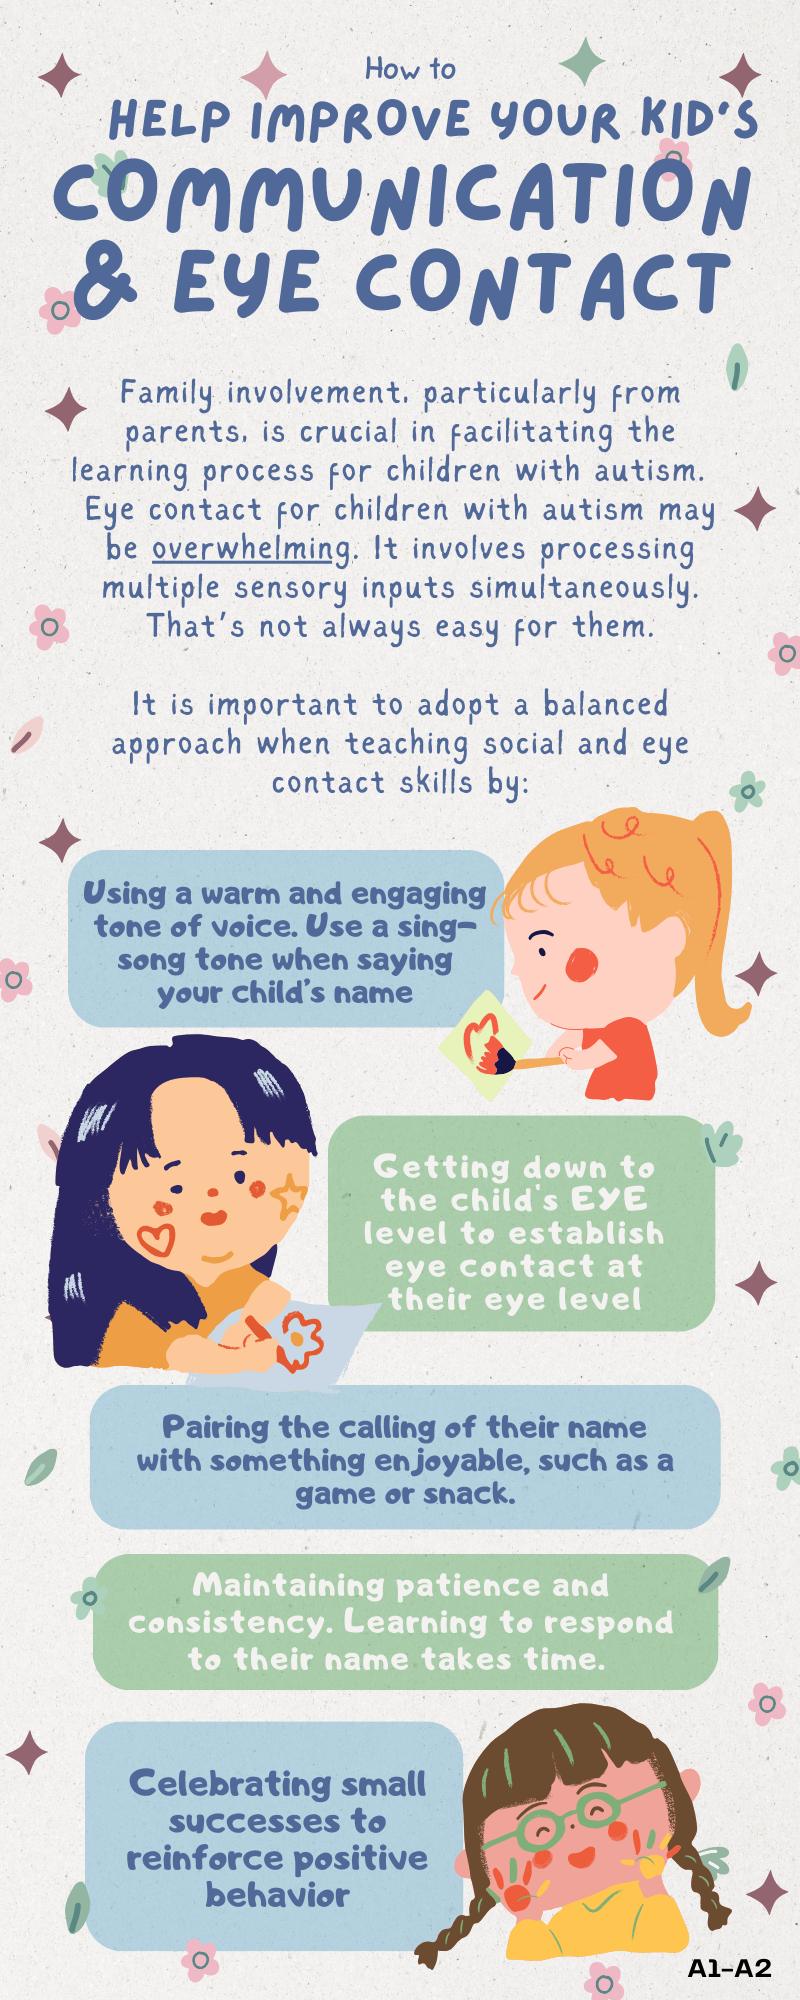 How to
HELP IMPROVE YOUR KID'S
COMMUNICATION
& EYE CONTACT
Family involvement, particularly from
parents, is crucial in facilitating the
learning process for children with autism.
Eye contact for children with autism may
be overwhelming. It involves processing
multiple sensory inputs simultaneously.
That's not always easy for them.
It is important to adopt a balanced
approach when teaching social and eye
contact skills by:
Using a warm and engaging
tone of voice. Use a sing-
song tone when saying
your child's name
Getting down to
the child's EYE
level to establish
eye contact at
their eye level
Pairing the calling of their name
with something enjoyable, such as a
game or snack.
Maintaining patience and
consistency. Learning to respond
to their name takes time.
Celebrating small
successes to
reinforce positive
behavior
A1-A2